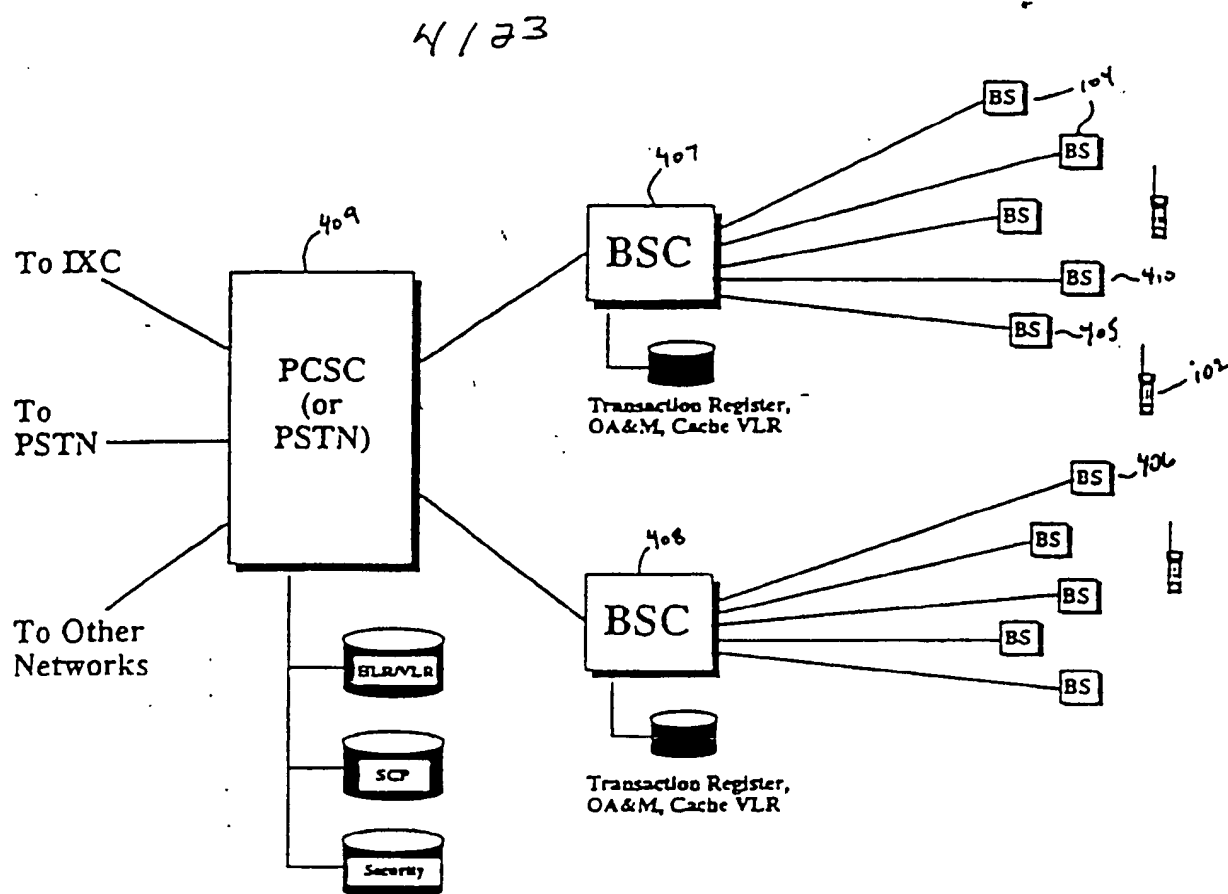 4/23
BS
104
BS
407
BSC
BS
409
To IXC
BS
410
BS
405
102
PCSC
(or
PSTN)
Transaction Register,
OA&M, Cache VLR
To
PSTN
BS
406
408
BS
BSC
BS
BS
BS
To Other
Networks
HLR/VLR
SCP
Transaction Register,
OA&M, Cache VLR
Security